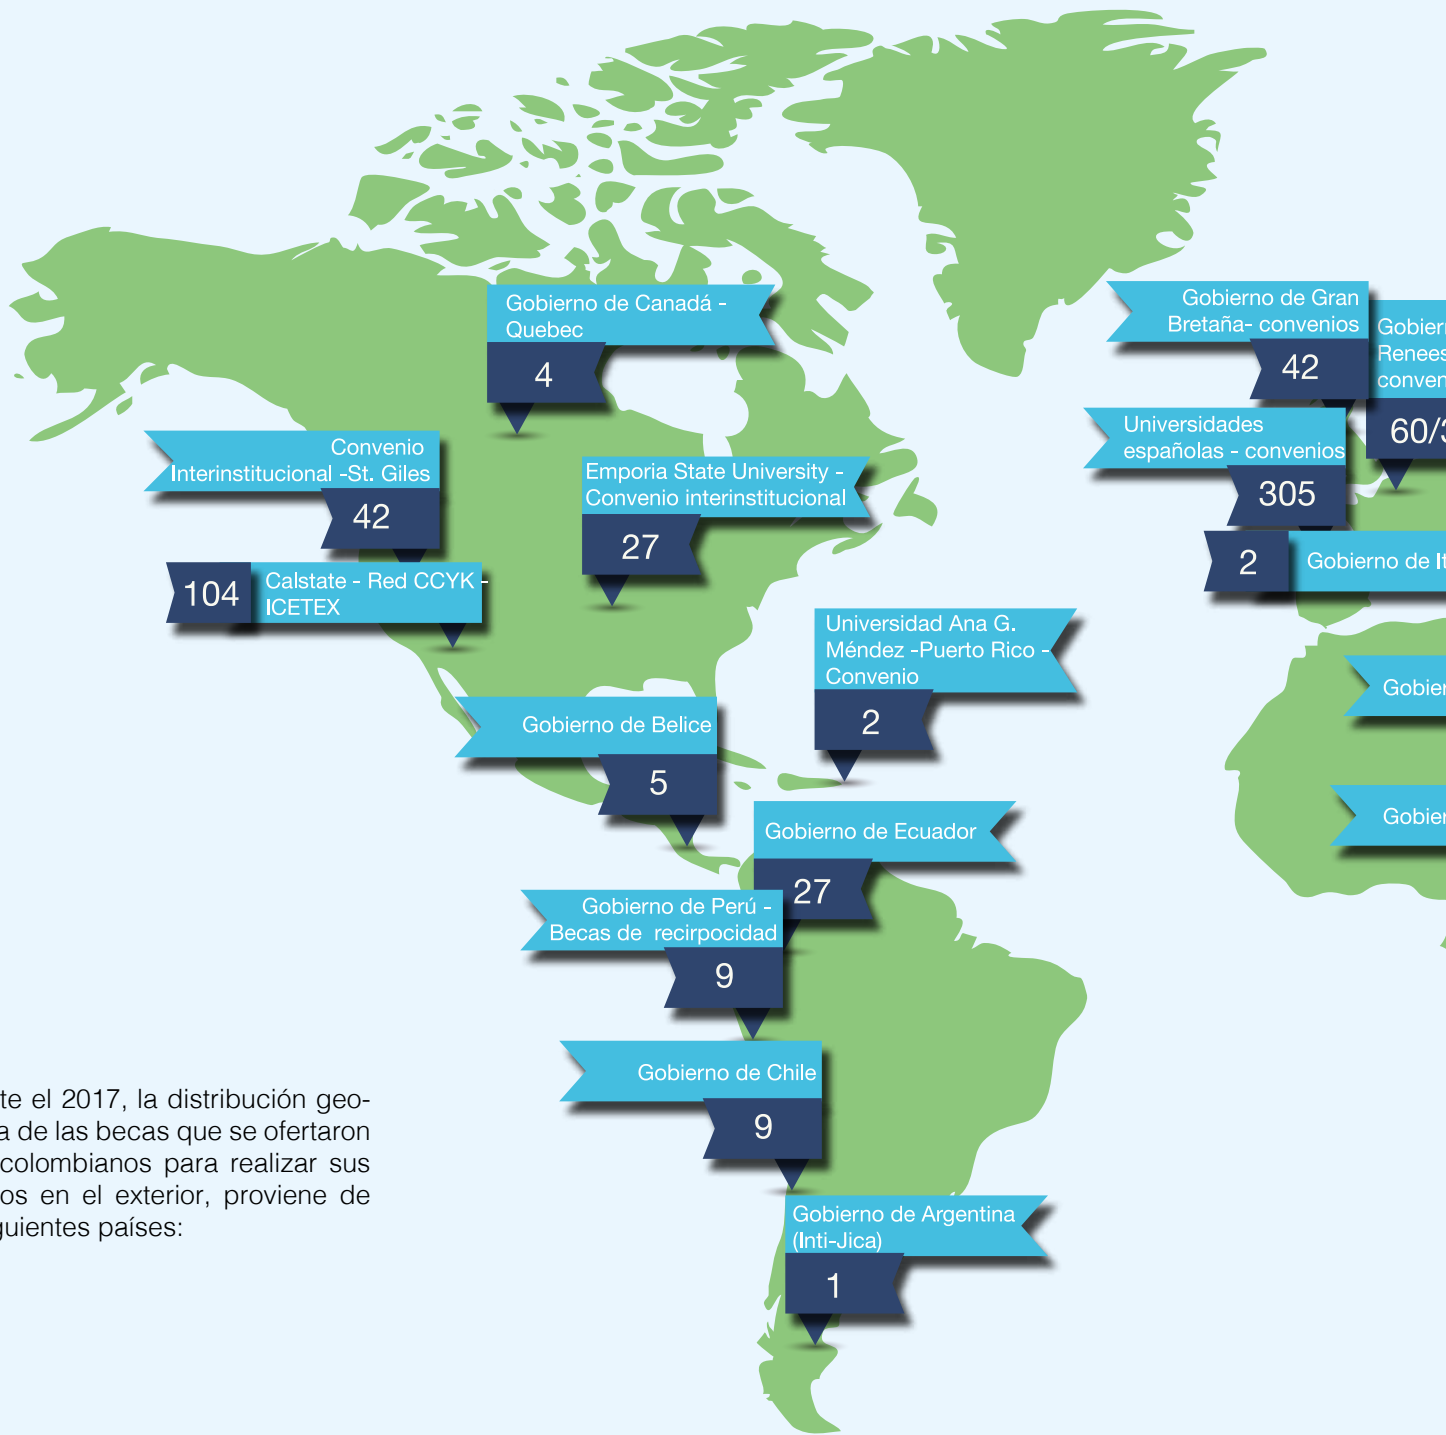 Gobierno de Canadá -
Quebec
4
Gobierno de Gran
Bretaña- convenios
42
Convenio
Interinstitucional -St. Giles
42
Emporia State University -
Convenio interinstitucional
27
Universidades
españolas - convenios
305
104
Calstate - Red CCYK -
ICETEX
2
Gobierno de
Universidad Ana G.
Méndez -Puerto Rico -
Convenio
2
Gobierno de Belice
5
Gobierno de Ecuador
27
Gobierno de Perú -
Becas de recirpocidad
9
Gobierno de Chile
9
el 2017, la distribución geo-
de las becas que se ofertaron
colombianos para realizar sus
en el exterior, proviene de
países:
Gobierno de Argentina
(Inti-Jica)
1